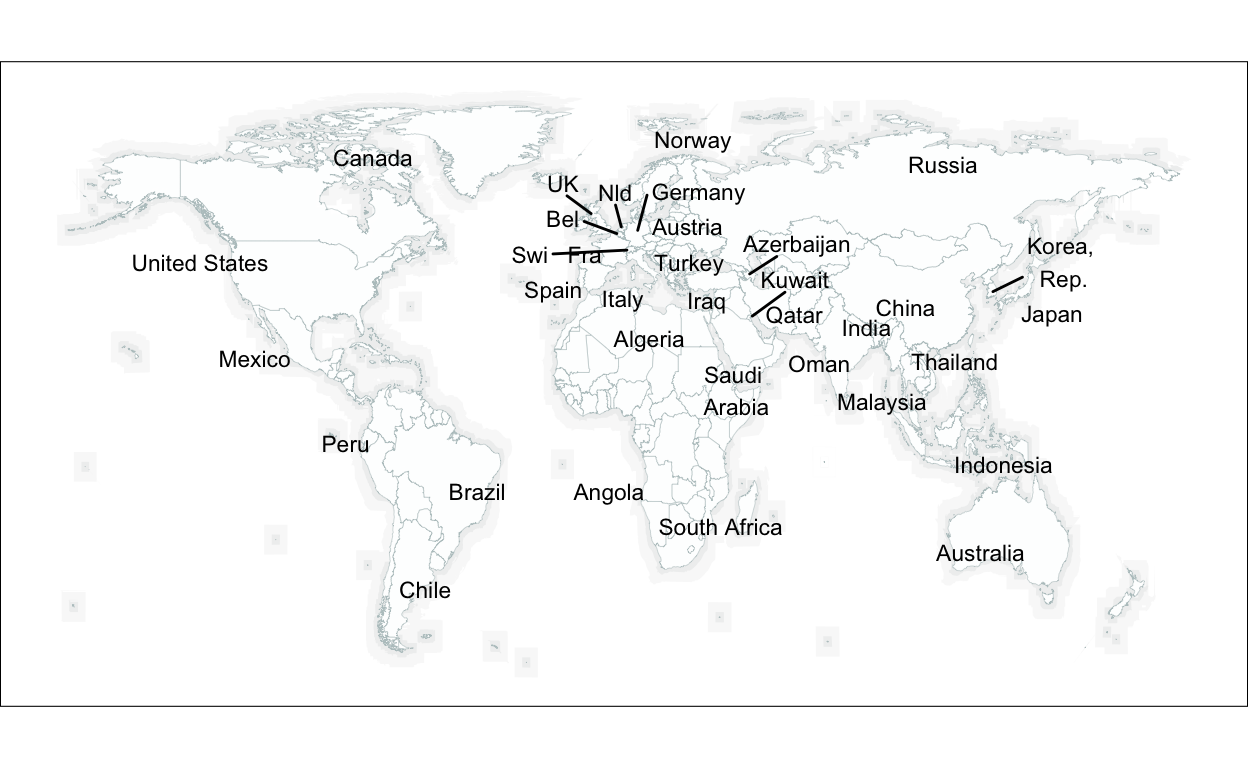 Norway
Canada
Russia
UK
Nld
Germany
Bel
Austria
Azerbaijan
Korea,
Swi
Fra
United States
Turkey
Kuwait
Rep.
Spain
Italy
Iraq
China
Qatar
Japan
India
Algeria
Mexico
Oman
Thailand
Saudi
Malaysia
Arabia
Peru
Indonesia
Brazil
Angola
South Africa
Australia
Chile